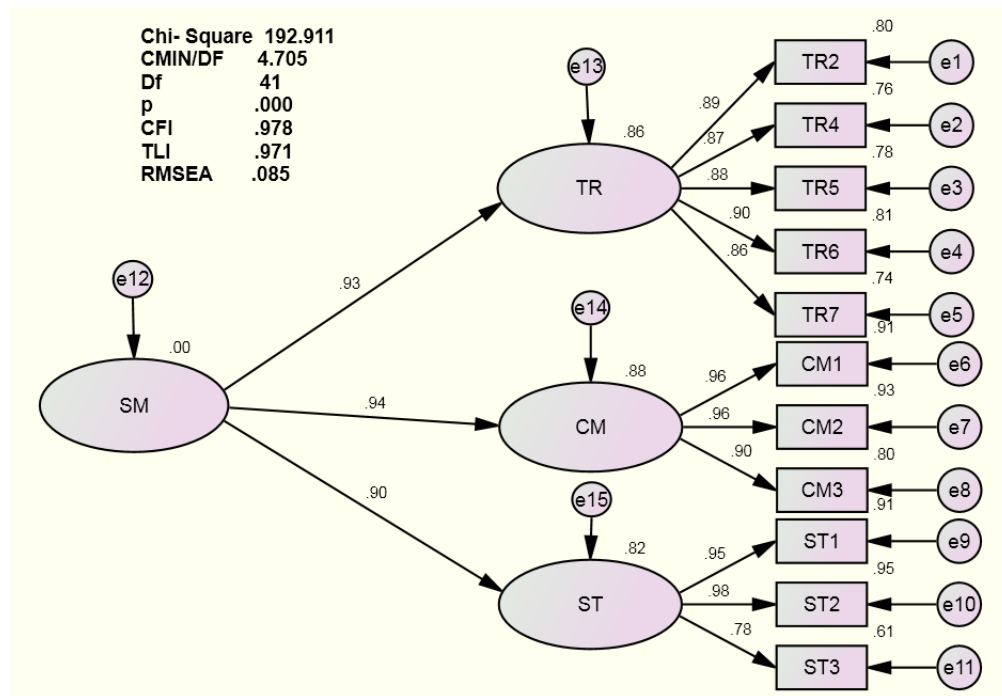 Chi- Square 192.911
CMIN/DF 4.705
Df 41
p .000
CFI .978
TLI .971
RMSEA .085
.80
TR2
e1
e13
.89
.76
TR4
e2
.86
.87
.78
TR
.88
TR5
e3
.90
.81
TR6
e4
.86
.74
TR7
e5
e12
.93
.00
SM
e14
.91
CM1
e6
.88
.96
.93
.94
CM
.96
CM2
e7
.90
.80
CM3
e8
.90
e15
.91
ST1
e9
.82
.95
.95
ST
.98
ST2
e10
.78
.61
ST3
e11